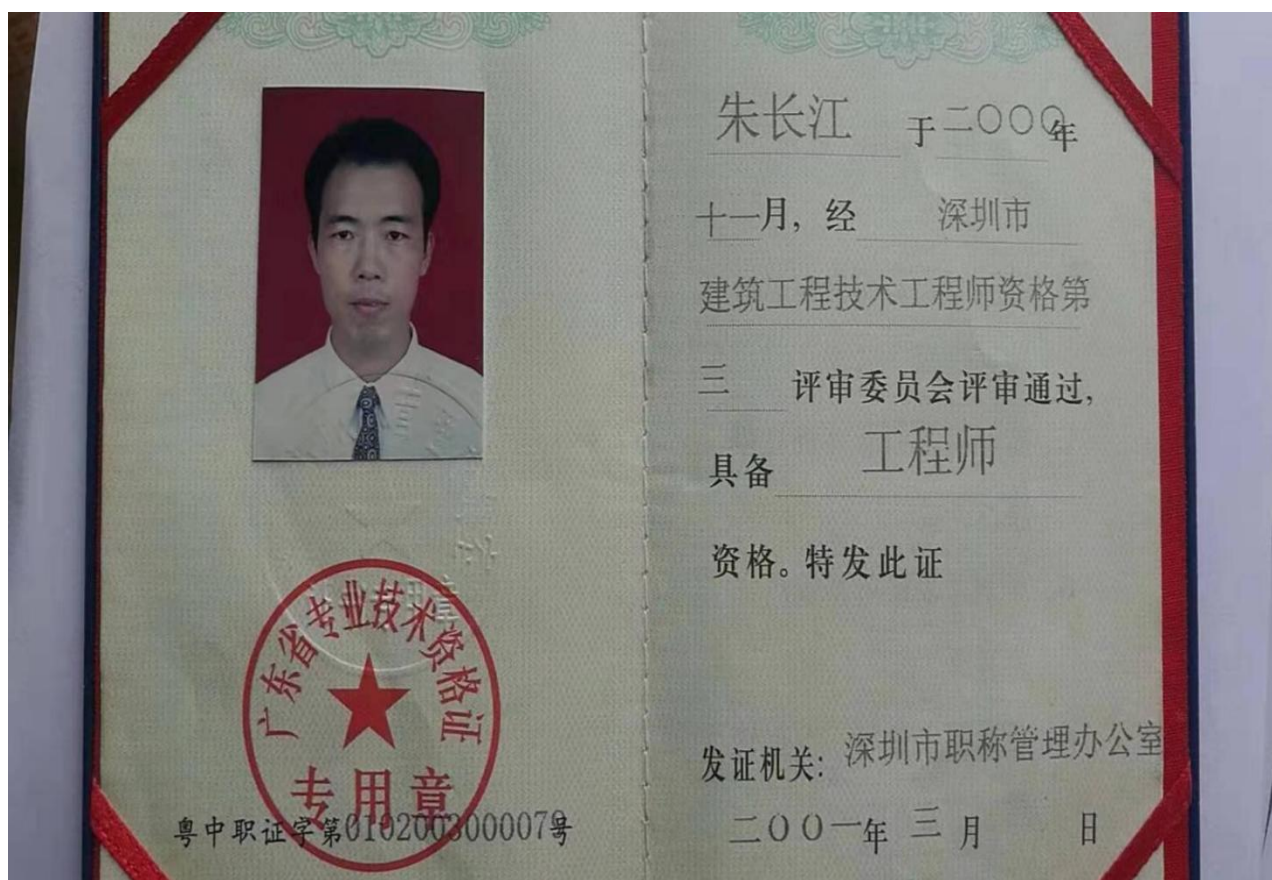 广东省专业技术资格证
专用章
粤中职证字第0102003000079号
朱长江 于二〇〇〇年
十一月，经 深圳市
建筑工程技术工程师资格第
三 评审委员会评审通过，
具备 工程师
资格。特发此证
发证机关：深圳市职称管理办公室
二〇〇一年 三月 日